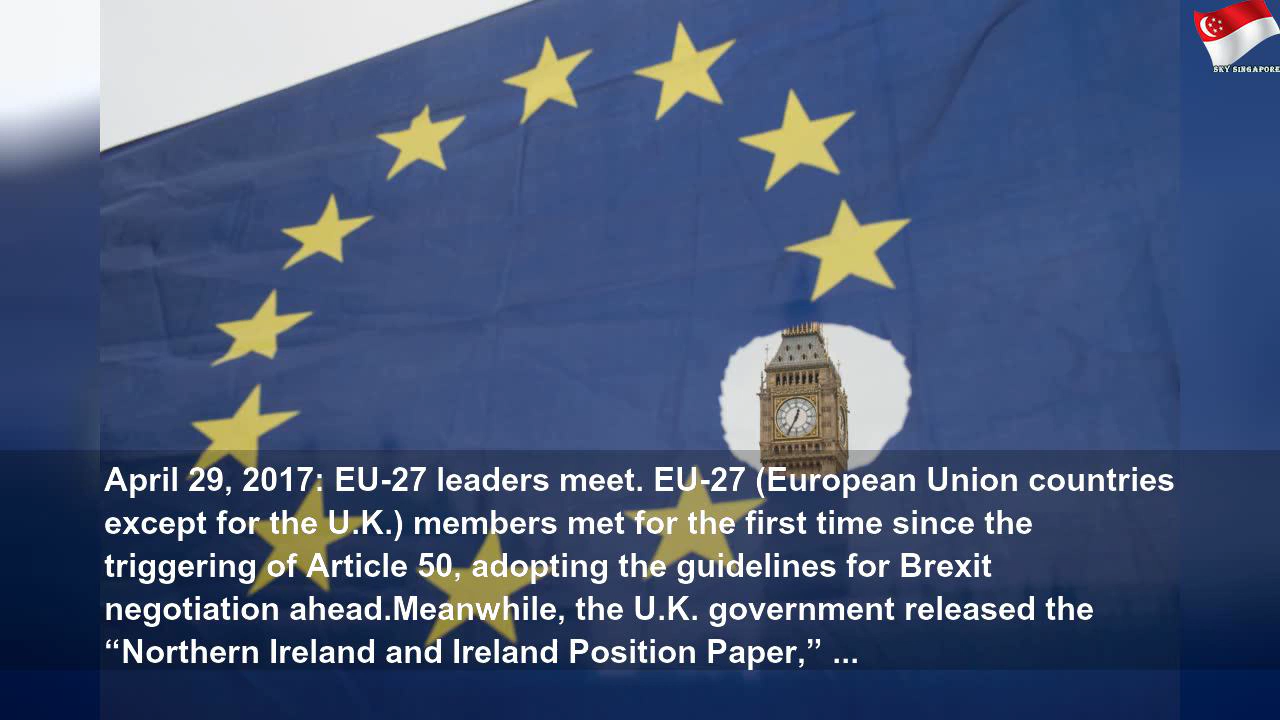 SKY SINGAPORE
April 29, 2017: EU-27 leaders meet. EU-27 (European Union countries
except for the U.K.) members met for the first time since the
triggering of Article 50, adopting the guidelines for Brexit
negotiation ahead.Meanwhile, the U.K. government released the
“Northern Ireland and Ireland Position Paper,” ...